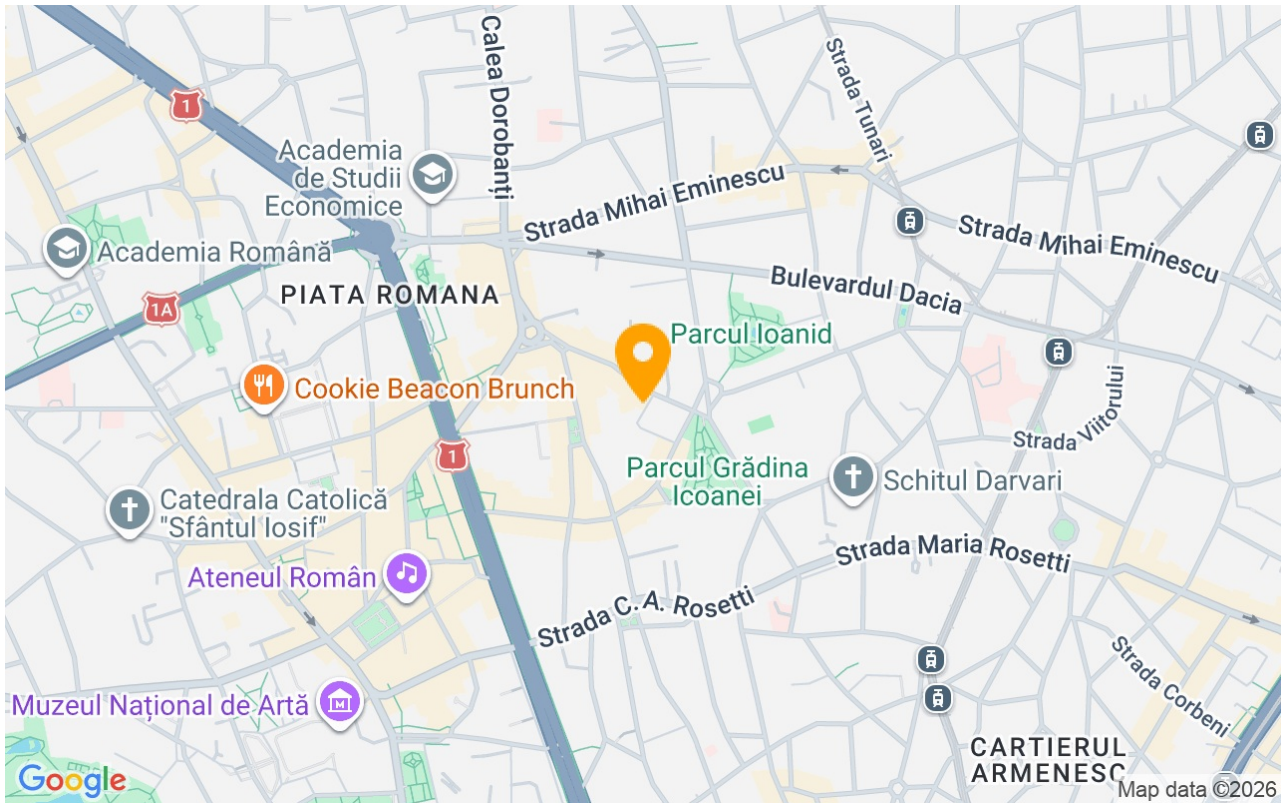 Calea Dorobanți
Strada Tunari
1
Academia
de Studii
Economice
Strada Mihai Eminescu
Strada Mihai Eminescu
Academia Română
1A
PIATA ROMANA
Bulevardul Dacia
Parcul Ioanid
Cookie Beacon Brunch
Strada Viitorului
1
Parcul Grădina
Icoanei
Schitul Darvari
Catedrala Catolică
"Sfântul Iosif"
Strada Maria Rosetti
Ateneul Român
Strada C. A. Rosetti
Strada Corbeni
Muzeul Național de Artă
M
CARTIERUL
ARMENESC
Google
Map data ©2026